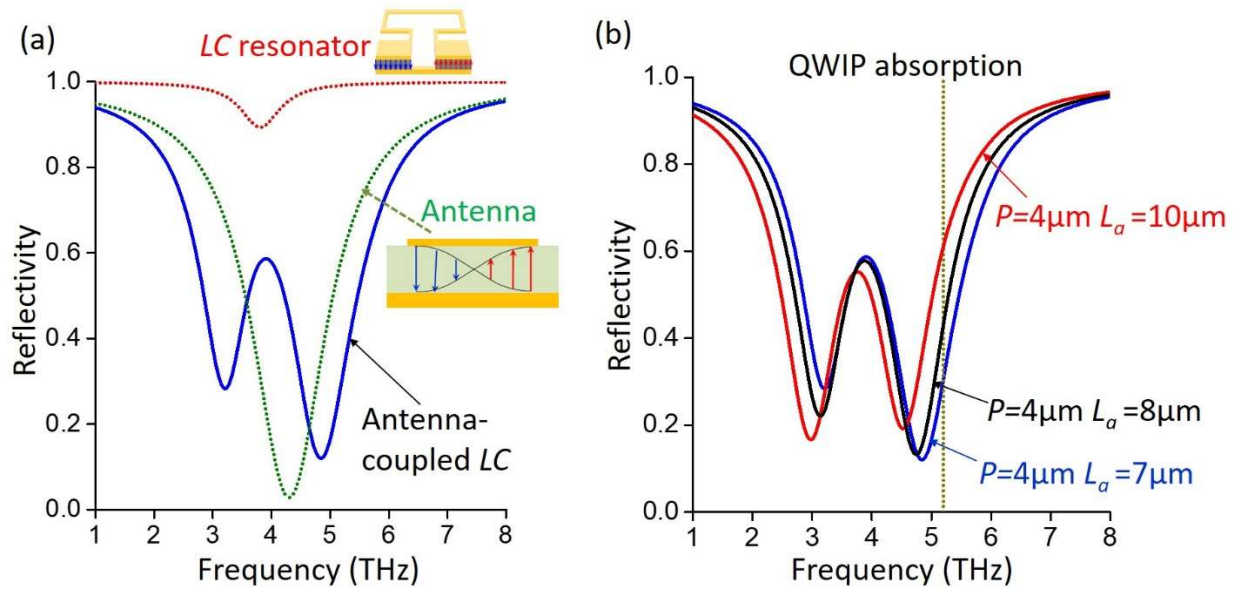 (a)
LC resonator
1.0
0.8
0.6
0.4
0.2
0.0
Reflectivity
Antenna
Antenna-
coupled LC
1 2 3 4 5 6 7 8
Frequency (THz)
(b)
QWIP absorption
1.0
0.8
0.6
0.4
0.2
0.0
Reflectivity
P=4μm Lₐ=10μm
P=4μm Lₐ=8μm
P=4μm Lₐ=7μm
1 2 3 4 5 6 7 8
Frequency (THz)